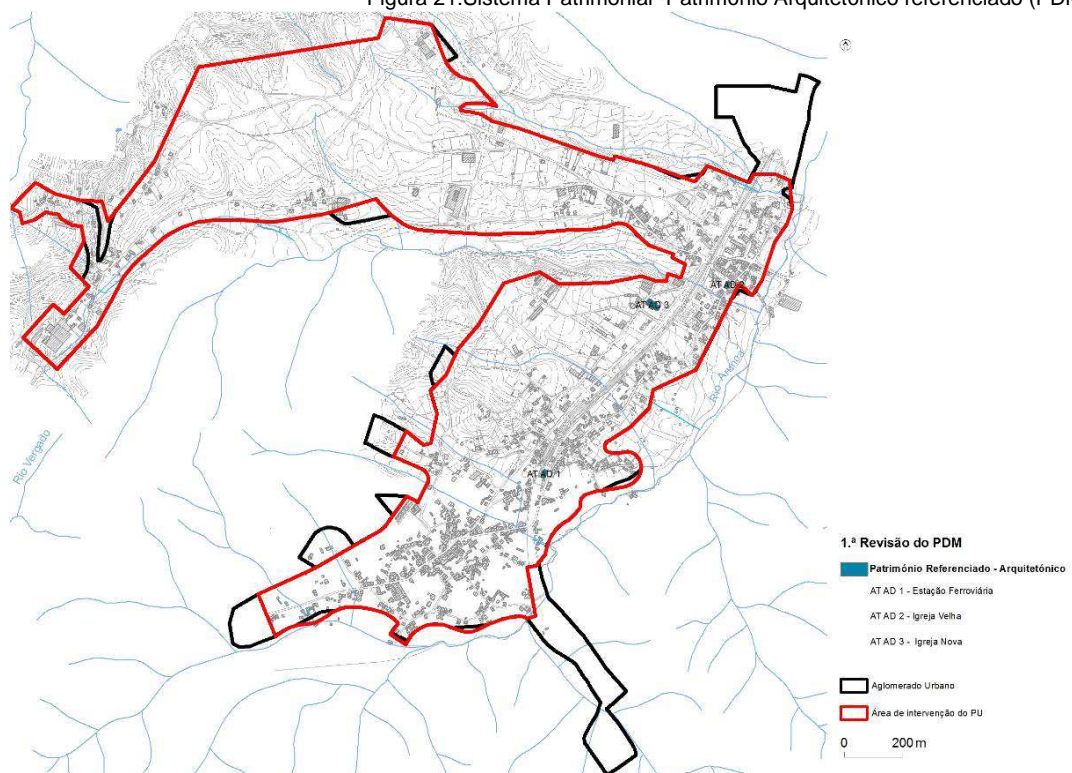 Figura 21.Sistema Patrimonial- Património Arquitetónico referenciado (PDM
AT AD 2
AT AD 3
Rio Arunca
Rio Vergado
AT AD 1
1.ª Revisão do PDM
Património Referenciado - Arquitetónico
AT AD 1 - Estação Ferroviária
AT AD 2 - Igreja Velha
AT AD 3 - Igreja Nova
Aglomerado Urbano
Área de intervenção do PU
0 200 m